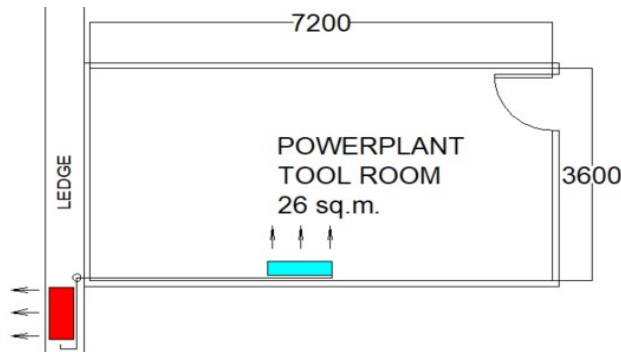 7200
POWERPLANT
TOOL ROOM
26 sq.m.
3600
LEDGE